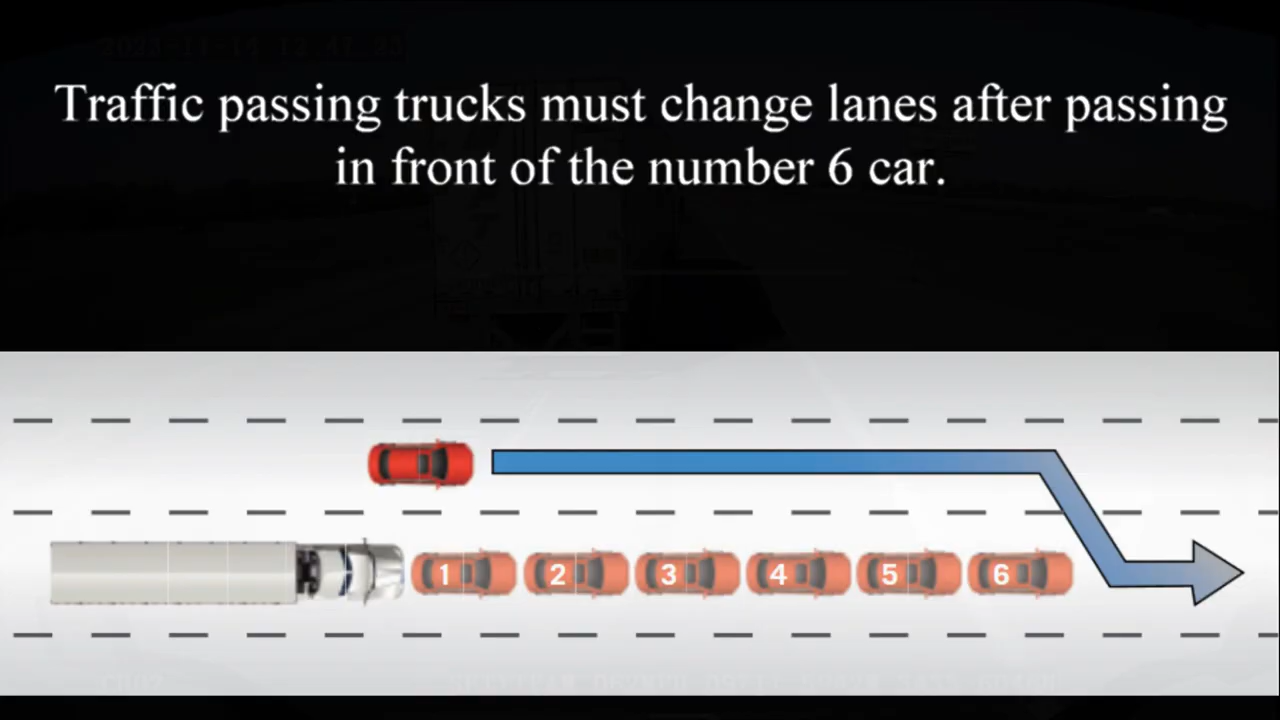 Traffic passing trucks must change lanes after passing
in front of the number 6 car.
1 2 3 4 5 6